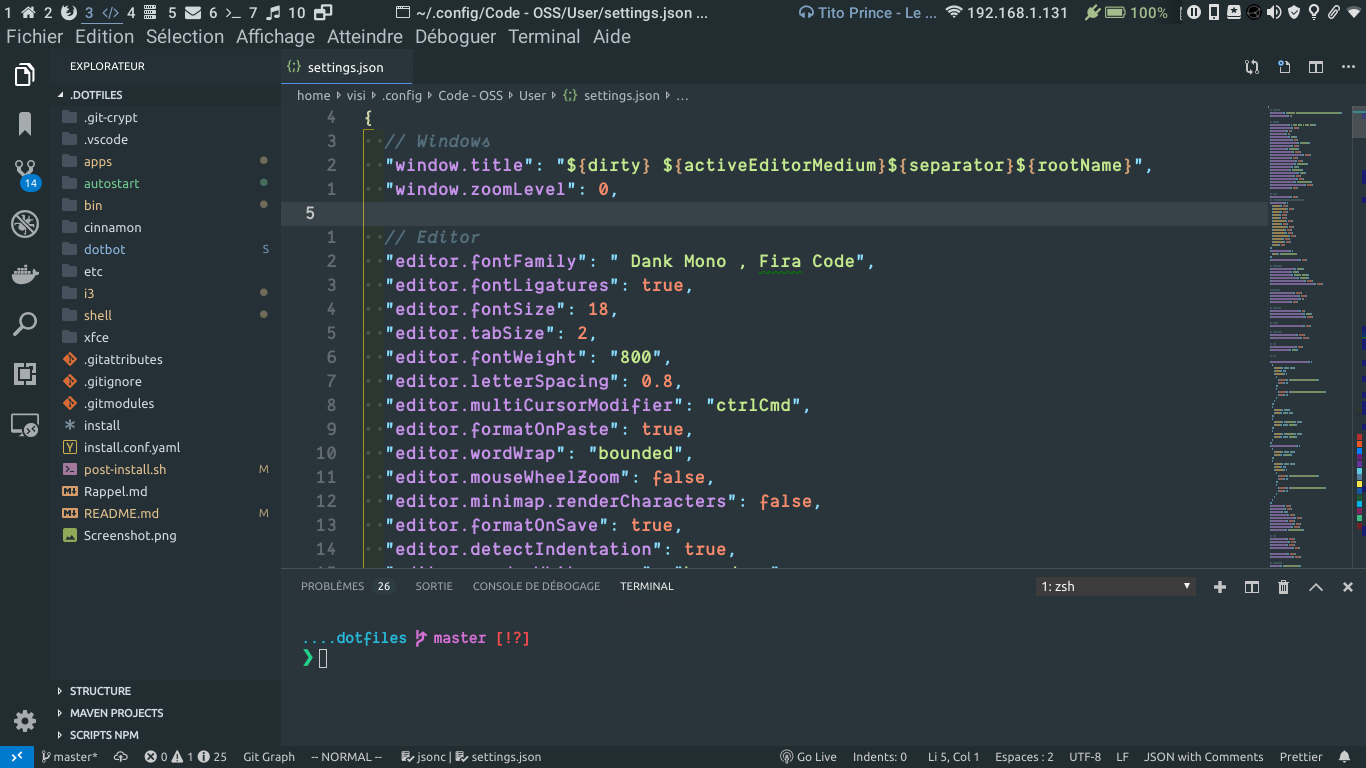 1 2 3 </> 4 5 6 >_ 7 10 ~/.config/Code - OSS/User/settings.json ... Tito Prince - Le ... 192.168.1.131 100%
Fichier Edition Sélection Affichage Atteindre Déboguer Terminal Aide
EXPLORATEUR
settings.json
.DOTFILES
home visi .config Code - OSS User settings.json ...
.git-crypt
.vscode
apps
autostart
bin
cinnamon
dotbot S
etc
i3
shell
xfce
.gitattributes
.gitignore
.gitmodules
install
install.conf.yaml
post-install.sh M
Rappel.md
README.md M
Screenshot.png
STRUCTURE
MAVEN PROJECTS
SCRIPTS NPM
14
4 {
3 // Windows
2 "window.title": "${dirty} ${activeEditorMedium}${separator}${rootName}",
1 "window.zoomLevel": 0,
5
1 // Editor
2 "editor.fontFamily": " Dank Mono , Fira Code",
3 "editor.fontLigatures": true,
4 "editor.fontSize": 18,
5 "editor.tabSize": 2,
6 "editor.fontWeight": "800",
7 "editor.letterSpacing": 0.8,
8 "editor.multiCursorModifier": "ctrlCmd",
9 "editor.formatOnPaste": true,
10 "editor.wordWrap": "bounded",
11 "editor.mouseWheelZoom": false,
12 "editor.minimap.renderCharacters": false,
13 "editor.formatOnSave": true,
14 "editor.detectIndentation": true,
PROBLÈMES 26 SORTIE CONSOLE DE DÉBOGAGE TERMINAL 1: zsh
....dotfiles master [!?]
❯
master* 0 1 25 Git Graph -- NORMAL -- jsonc | settings.json Go Live Indents: 0 Li 5, Col 1 Espaces : 2 UTF-8 LF JSON with Comments Prettier